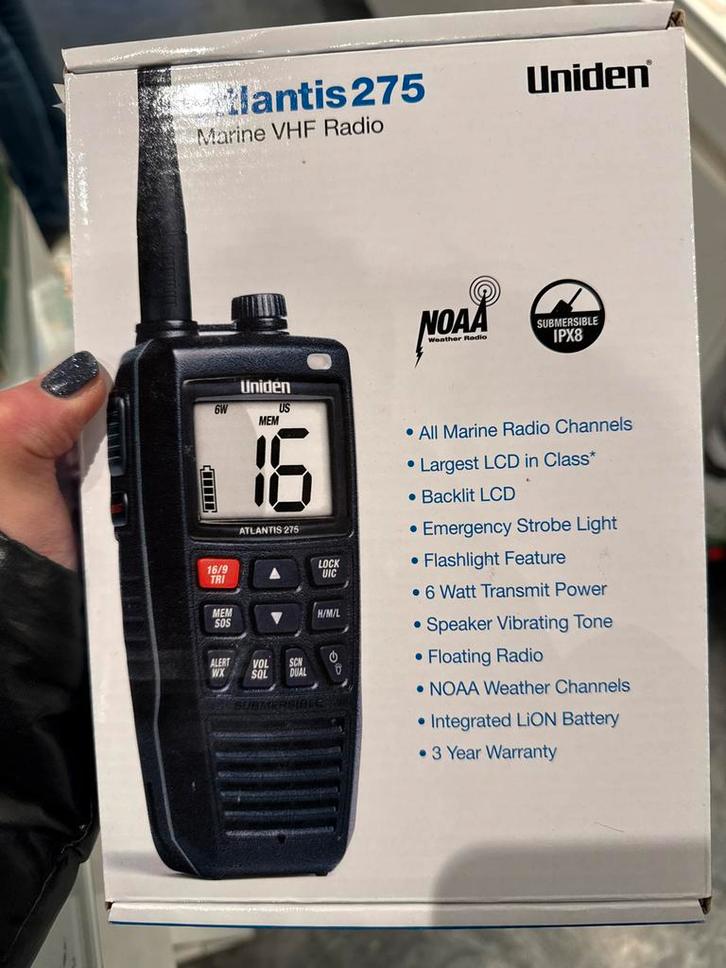 Atlantis 275
Uniden®
Marine VHF Radio
NOAA
Weather Radio
SUBMERSIBLE
IPX8
Uniden
6W US
MEM
16
ATLANTIS 275
16/9
TRI
LOCK
UIC
MEM
SOS
H/M/L
ALERT
WX
VOL
SQL
SCN
DUAL
SUBMERSIBLE
• All Marine Radio Channels
• Largest LCD in Class*
• Backlit LCD
• Emergency Strobe Light
• Flashlight Feature
• 6 Watt Transmit Power
• Speaker Vibrating Tone
• Floating Radio
• NOAA Weather Channels
• Integrated LiON Battery
• 3 Year Warranty